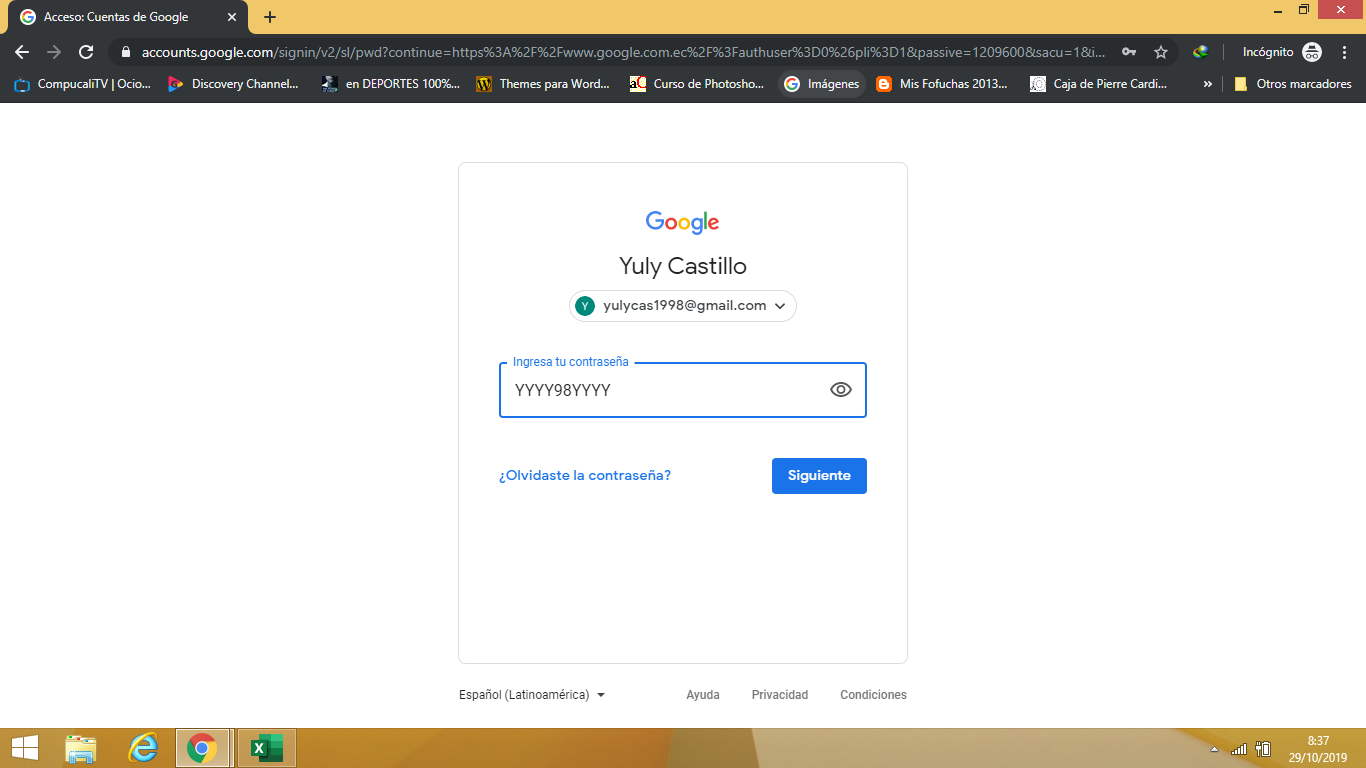 Acceso: Cuentas de Google
accounts.google.com/signin/v2/sl/pwd?continue=https%3A%2F%2Fwww.google.com.ec%2F%3Fauthuser%3D0%26pli%3D1&passive=1209600&sacu=1&i...
Incógnito
CompucaliTV | Ocio...
Discovery Channel...
en DEPORTES 100%...
Themes para Word...
Curso de Photosho...
Imágenes
Mis Fofuchas 2013...
Caja de Pierre Cardi...
»
Otros marcadores
Google
Yuly Castillo
Y yulycas1998@gmail.com
Ingresa tu contraseña
YYYY98YYYY
¿Olvidaste la contraseña?
Siguiente
Español (Latinoamérica)
Ayuda
Privacidad
Condiciones
8:37
29/10/2019